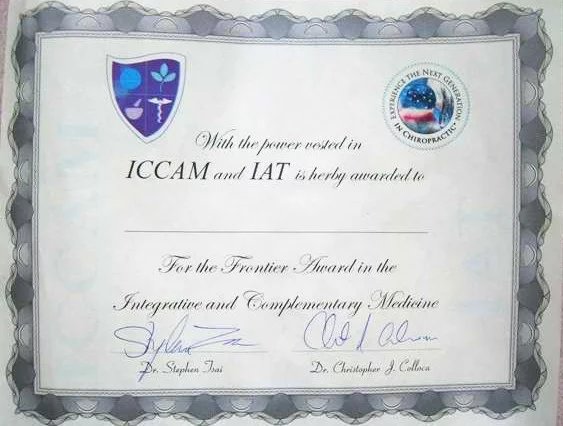 EXPERIENCE THE NEXT GENERATION
IN CHIROPRACTIC
With the power vested in
ICCAM and IAT is herby awarded to
For the Frontier Award in the
Integrative and Complementary Medicine
Dr. Stephen Tsai
Dr. Christopher J. Colloca